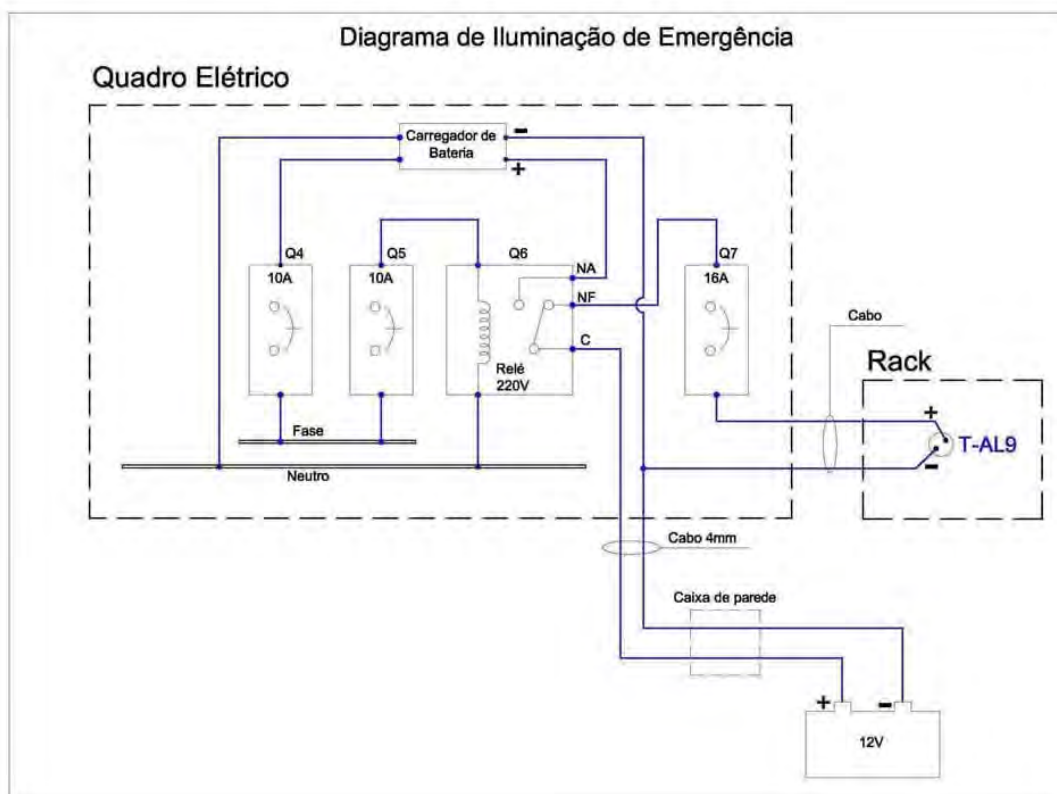 Diagrama de Iluminação de Emergência
Quadro Elétrico
Carregador de
Bateria
-
+
Q4
10A
Q5
10A
Q6
NA
NF
C
Relé
220V
Q7
16A
Cabo
Rack
+
T-AL9
-
Fase
Neutro
Cabo 4mm
Caixa de parede
+
-
12V